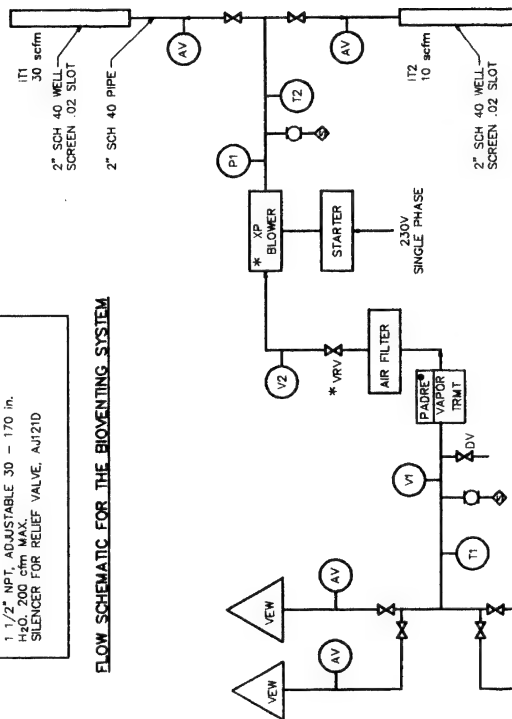 1 1/2" NPT, ADJUSTABLE 30 - 170 in.
H2O, 200 cfm MAX.
SILENCER FOR RELIEF VALVE, AJ121D
FLOW SCHEMATIC FOR THE BIOVENTING SYSTEM
IT1
30 scfm
2" SCH 40 WELL
SCREEN .02 SLOT
2" SCH 40 PIPE
AV
AV
IT2
10 scfm
2" SCH 40 WELL
SCREEN .02 SLOT
T2
S
P1
* XP
BLOWER
STARTER
230V
SINGLE PHASE
V2
* VRV
AIR FILTER
PADRE®
VAPOR
TRMT
DV
V1
S
T1
AV
VEW
AV
VEW